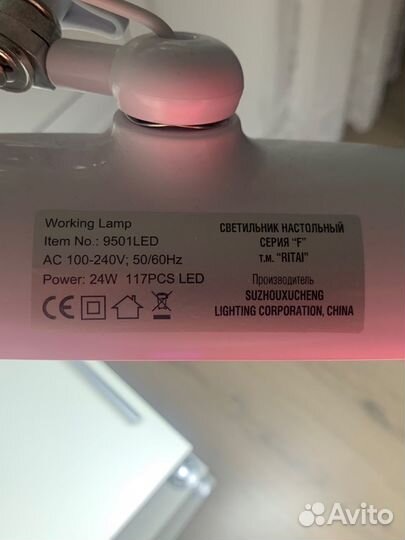 Working Lamp
Item No.: 9501LED
AC 100-240V; 50/60Hz
Power: 24W 117PCS LED
CE
СВЕТИЛЬНИК НАСТОЛЬНЫЙ
СЕРИЯ "F"
т.м. "RITAI"
Производитель
SUZHOUXUCHENG
LIGHTING CORPORATION, CHINA
Avito